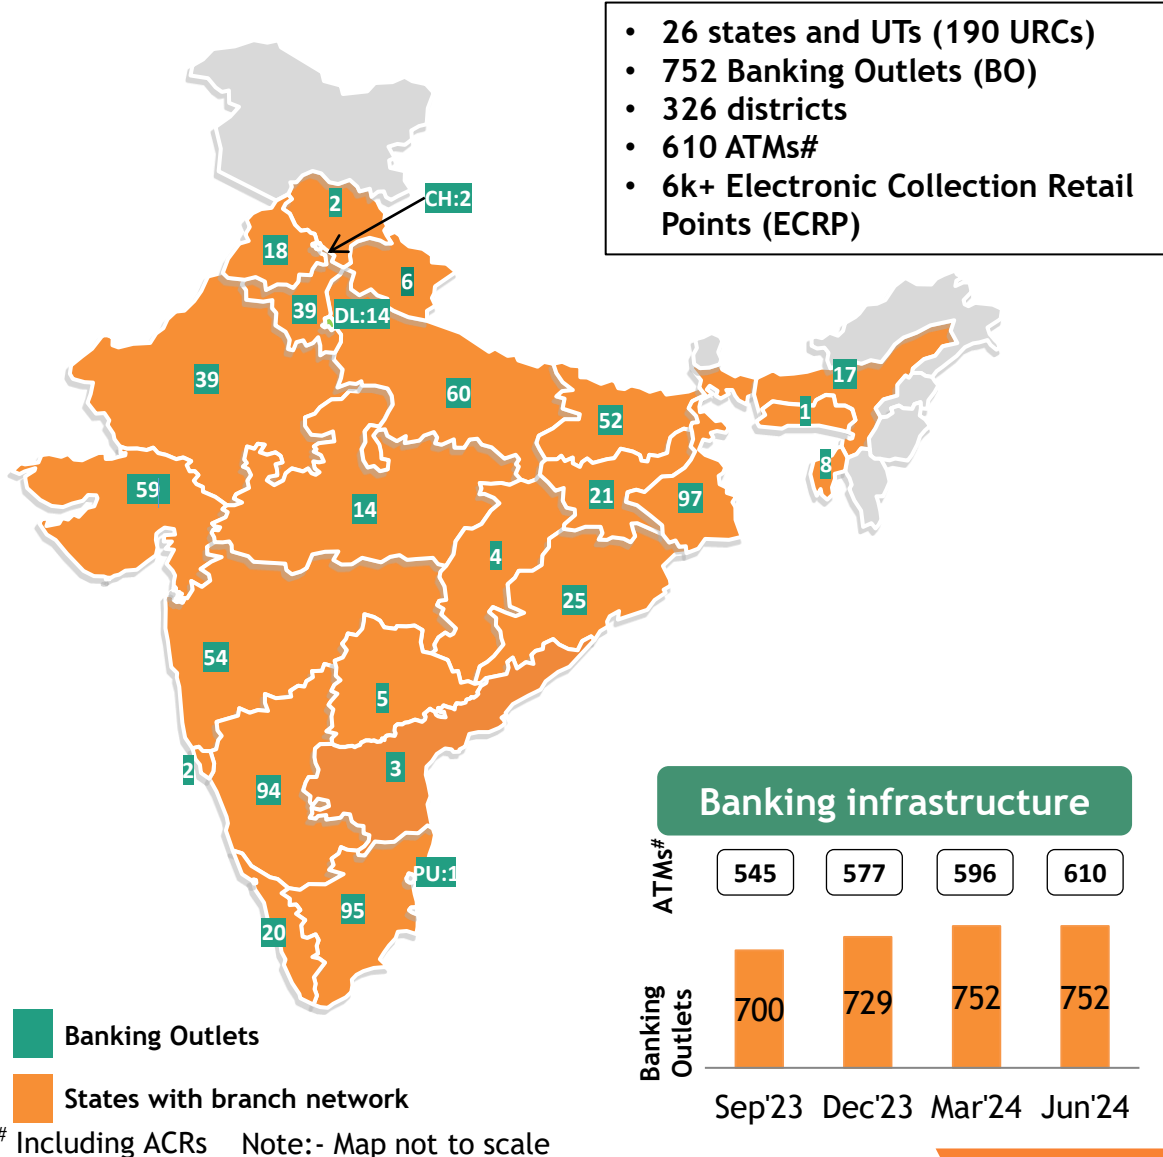 • 26 states and UTs (190 URCs)
• 752 Banking Outlets (BO)
• 326 districts
• 610 ATMs#
• 6k+ Electronic Collection Retail
Points (ECRP)
2
CH:2
18
6
39
DL:14
39
60
52
17
1
8
59
14
21
97
4
25
54
5
2
94
3
PU:1
95
20
Banking Outlets
States with branch network
# Including ACRs Note:- Map not to scale
Banking infrastructure
ATMs#
545 577 596 610
Banking
Outlets
700 729 752 752
Sep'23 Dec'23 Mar'24 Jun'24